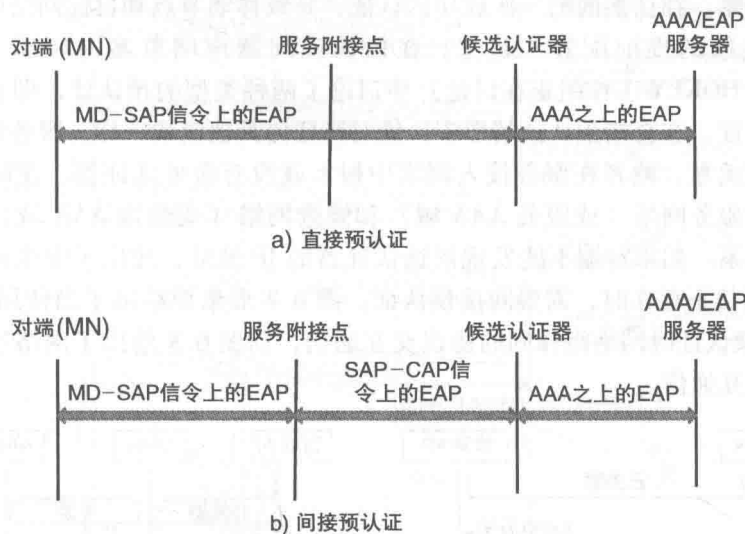 对端(MN)
服务附接点
候选认证器
AAA/EAP
服务器
MD-SAP信令上的EAP
AAA之上的EAP
a) 直接预认证
对端(MN)
服务附接点
候选认证器
AAA/EAP
服务器
MD-SAP信令上的EAP
SAP-CAP信
令上的EAP
AAA之上的EAP
b) 间接预认证